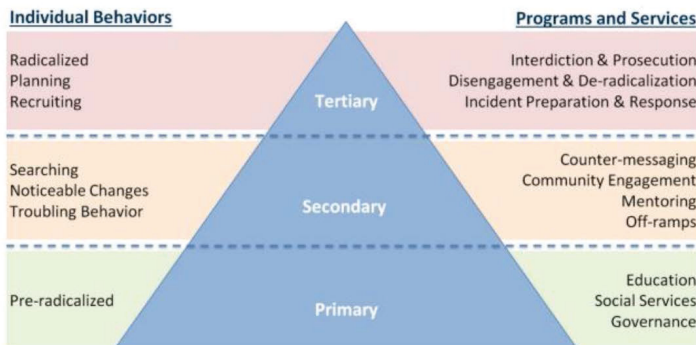 Individual Behaviors
Programs and Services
Radicalized
Planning
Recruiting
Tertiary
Interdiction & Prosecution
Disengagement & De-radicalization
Incident Preparation & Response
Searching
Noticeable Changes
Troubling Behavior
Secondary
Counter-messaging
Community Engagement
Mentoring
Off-ramps
Pre-radicalized
Primary
Education
Social Services
Governance